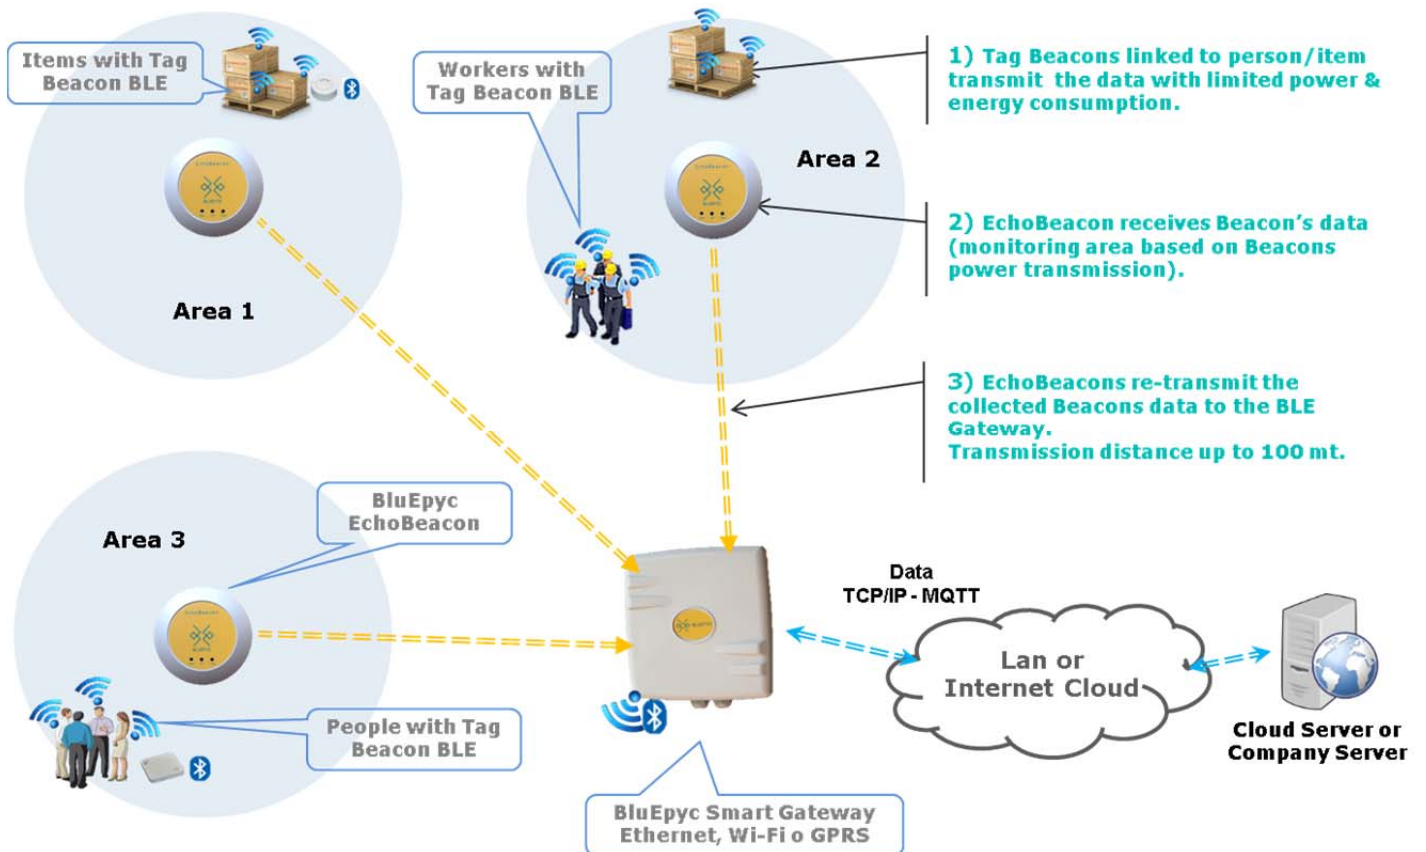 Items with Tag
Beacon BLE
Workers with
Tag Beacon BLE
1) Tag Beacons linked to person/item
transmit the data with limited power &
energy consumption.
EchoBeacon
BLUEPYC
Area 1
EchoBeacon
Area 2
2) EchoBeacon receives Beacon's data
(monitoring area based on Beacons
power transmission).
3) EchoBeacons re-transmit the
collected Beacons data to the BLE
Gateway.
Transmission distance up to 100 mt.
BluEpyc
EchoBeacon
Area 3
EchoBeacon
Data
TCP/IP - MQTT
Lan or
Internet Cloud
Cloud Server or
Company Server
People with Tag
Beacon BLE
BluEpyc Smart Gateway
Ethernet, Wi-Fi o GPRS